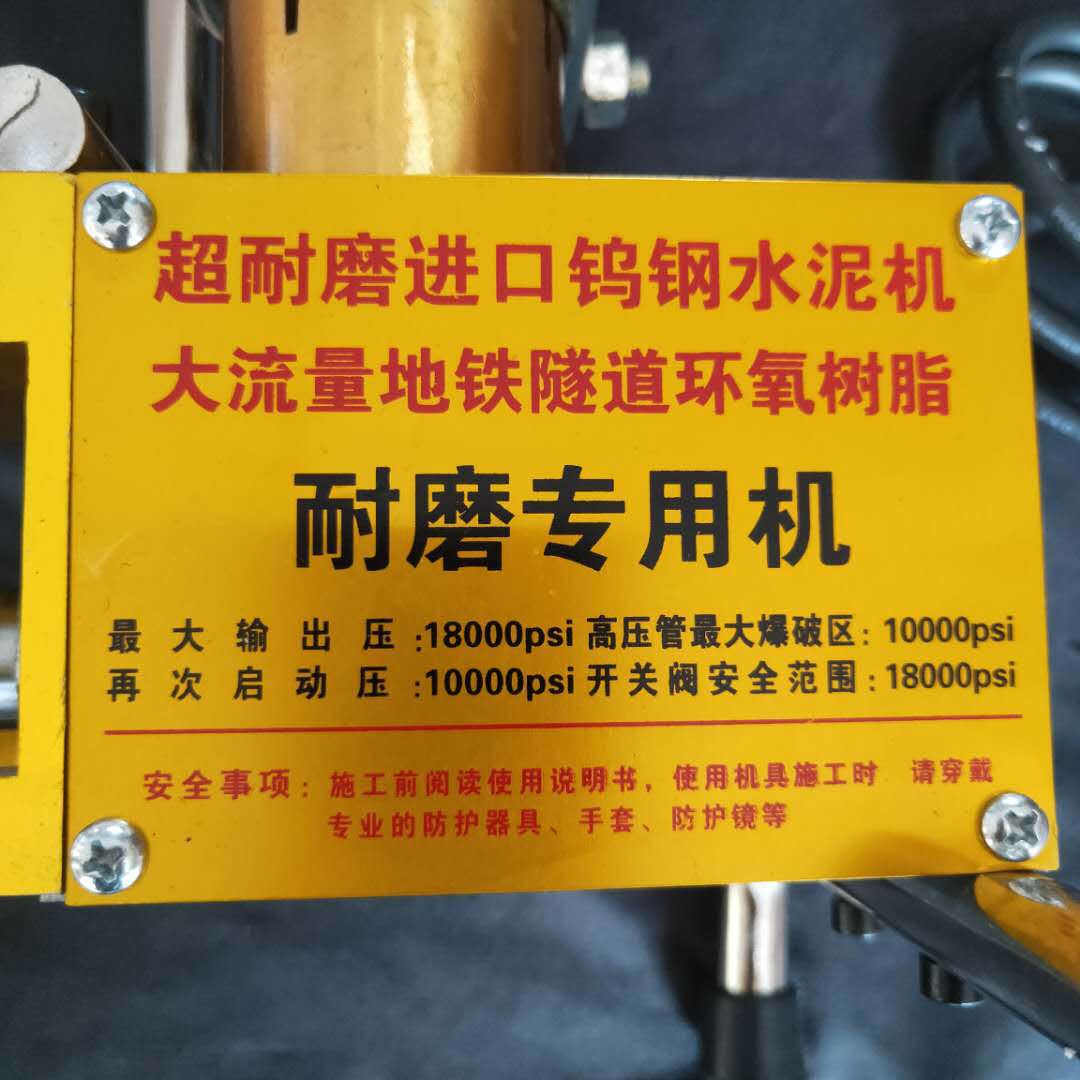 超耐磨进口钨钢水泥机
大流量地铁隧道环氧树脂
耐磨专用机
最大输出压:18000psi 高压管最大爆破区:10000psi
再次启动压:10000psi 开关阀安全范围:18000psi
安全事项:施工前阅读使用说明书,使用机具施工时 请穿戴
专业的防护器具、手套、防护镜等